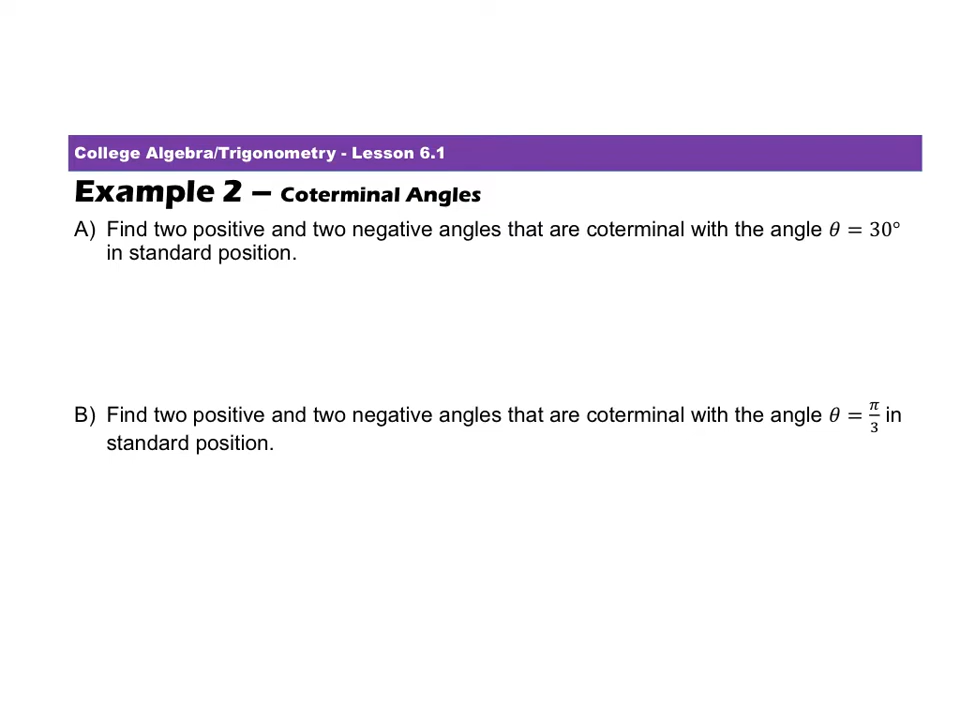 College Algebra/Trigonometry - Lesson 6.1
Example 2 – Coterminal Angles
A) Find two positive and two negative angles that are coterminal with the angle 𝜃 = 30°
in standard position.
B) Find two positive and two negative angles that are coterminal with the angle 𝜃 = π/3 in
standard position.